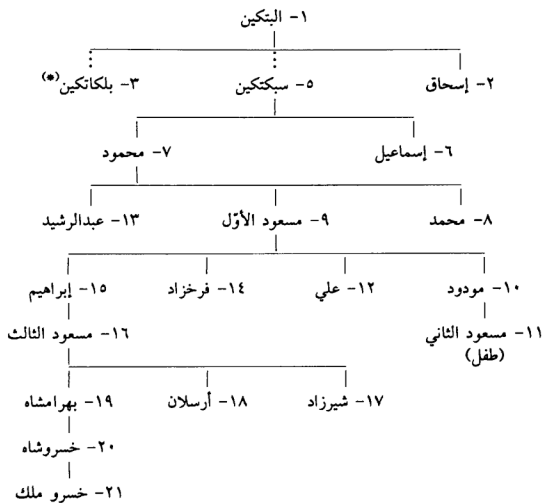 ١- البتكين
٢- إسحاق ٥- سبكتكين ٣- بلكاتكين (*)
٦- إسماعيل ٧- محمود
٨- محمد ٩- مسعود الأوّل ١٣- عبدالرشيد
١٠- مودود ١٢- علي ١٤- فرخزاد ١٥- إبراهيم
١١- مسعود الثاني ١٦- مسعود الثالث
(طفل)
١٧- شيرزاد ١٨- أرسلان ١٩- بهرامشاه
٢٠- خسروشاه
٢١- خسرو ملك